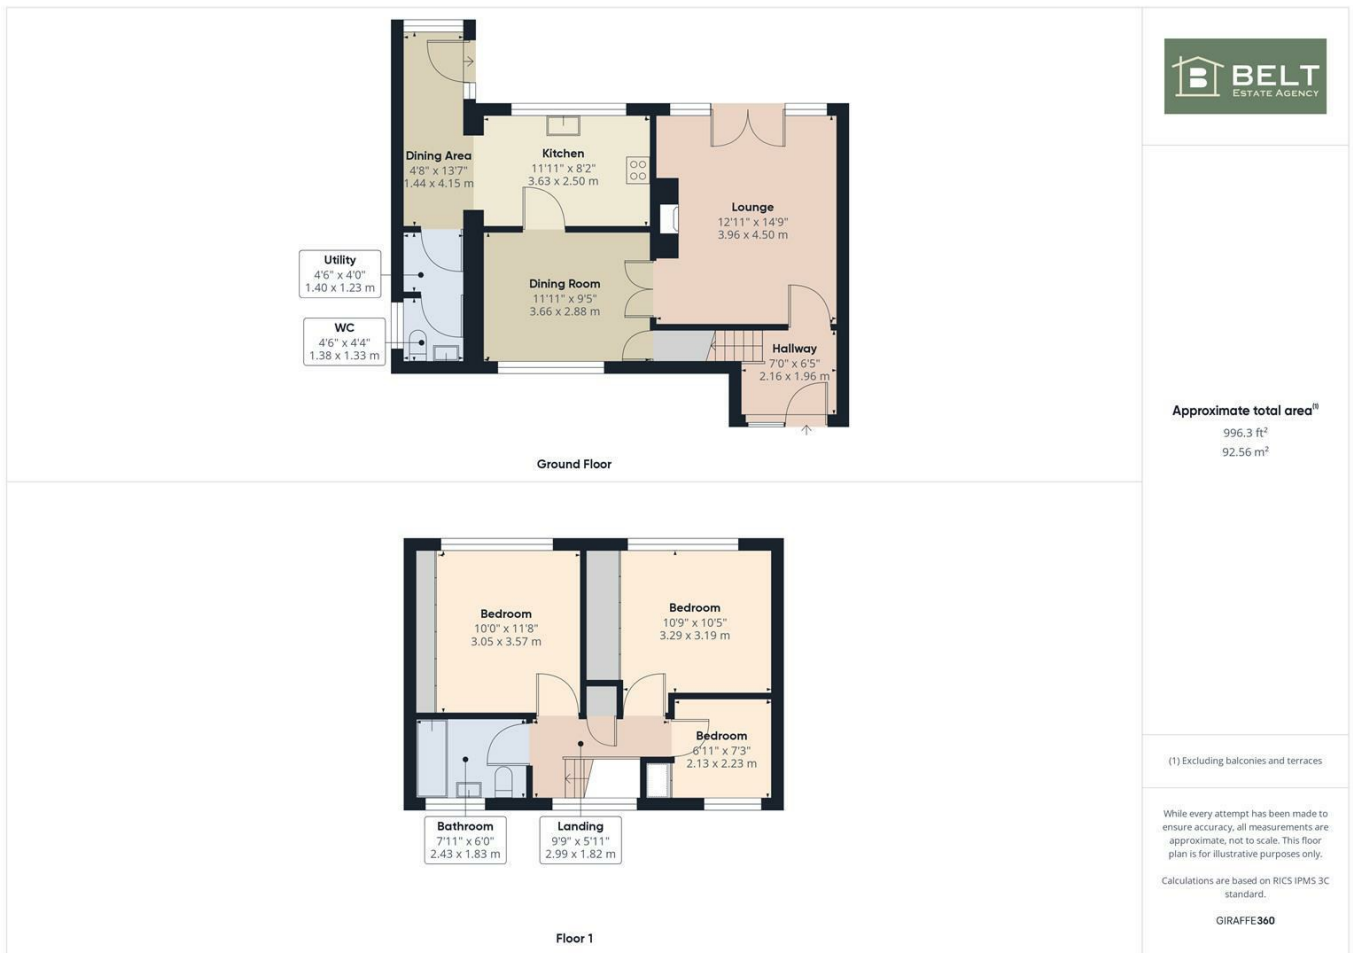 BELT
ESTATE AGENCY
Dining Area
4'8" x 13'7"
1.44 x 4.15 m
Kitchen
11'11" x 8'2"
3.63 x 2.50 m
Lounge
12'11" x 14'9"
3.96 x 4.50 m
Utility
4'6" x 4'0"
1.40 x 1.23 m
Dining Room
11'11" x 9'5"
3.66 x 2.88 m
WC
4'6" x 4'4"
1.38 x 1.33 m
Hallway
7'0" x 6'5"
2.16 x 1.96 m
Ground Floor
Bedroom
10'0" x 11'8"
3.05 x 3.57 m
Bedroom
10'9" x 10'5"
3.29 x 3.19 m
Bedroom
6'11" x 7'3"
2.13 x 2.23 m
Bathroom
7'11" x 6'0"
2.43 x 1.83 m
Landing
9'9" x 5'11"
2.99 x 1.82 m
Floor 1
Approximate total area(1)
996.3 ft²
92.56 m²
(1) Excluding balconies and terraces
While every attempt has been made to
ensure accuracy, all measurements are
approximate, not to scale. This floor
plan is for illustrative purposes only.
Calculations are based on RICS IPMS 3C
standard.
GIRAFFE360